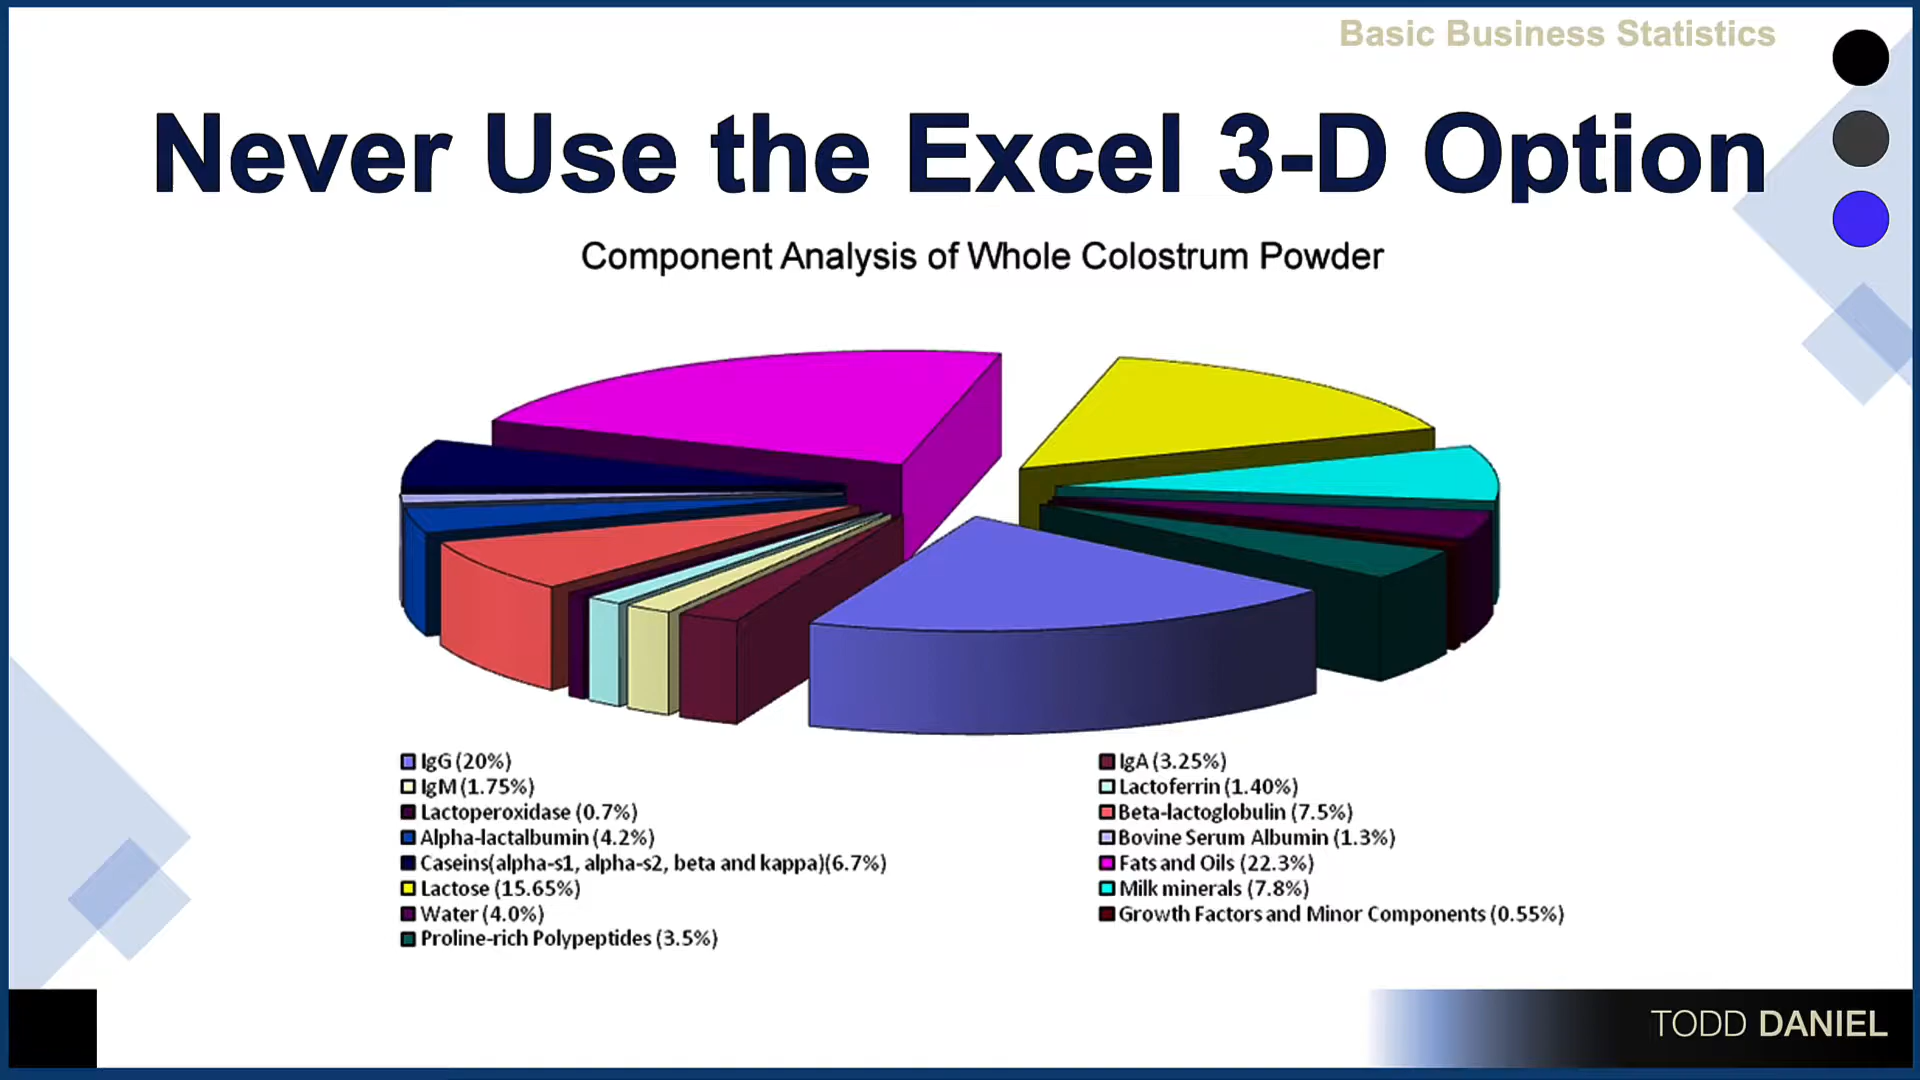 Basic Business Statistics
Never Use the Excel 3-D Option
Component Analysis of Whole Colostrum Powder
IgG (20%)
IgM (1.75%)
Lactoperoxidase (0.7%)
Alpha-lactalbumin (4.2%)
Caseins(alpha-s1, alpha-s2, beta and kappa)(6.7%)
Lactose (15.65%)
Water (4.0%)
Proline-rich Polypeptides (3.5%)
IgA (3.25%)
Lactoferrin (1.40%)
Beta-lactoglobulin (7.5%)
Bovine Serum Albumin (1.3%)
Fats and Oils (22.3%)
Milk minerals (7.8%)
Growth Factors and Minor Components (0.55%)
TODD DANIEL